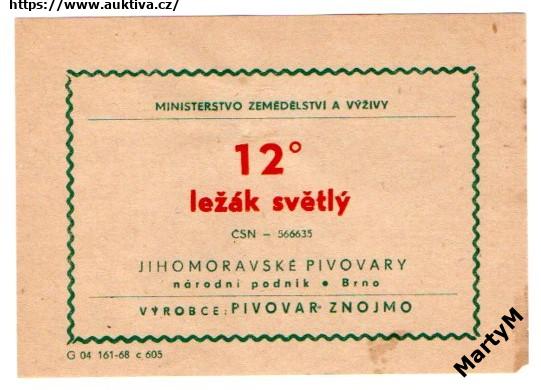 https://www.auktiva.cz/
MINISTERSTVO ZEMĚDĚLSTVÍ A VÝŽIVY
12°
ležák světlý
ČSN – 566635
JIHOMORAVSKÉ PIVOVARY
národní podnik • Brno
VÝROBCE: PIVOVAR ZNOJMO
G 04 161-68 c 605
MartyM